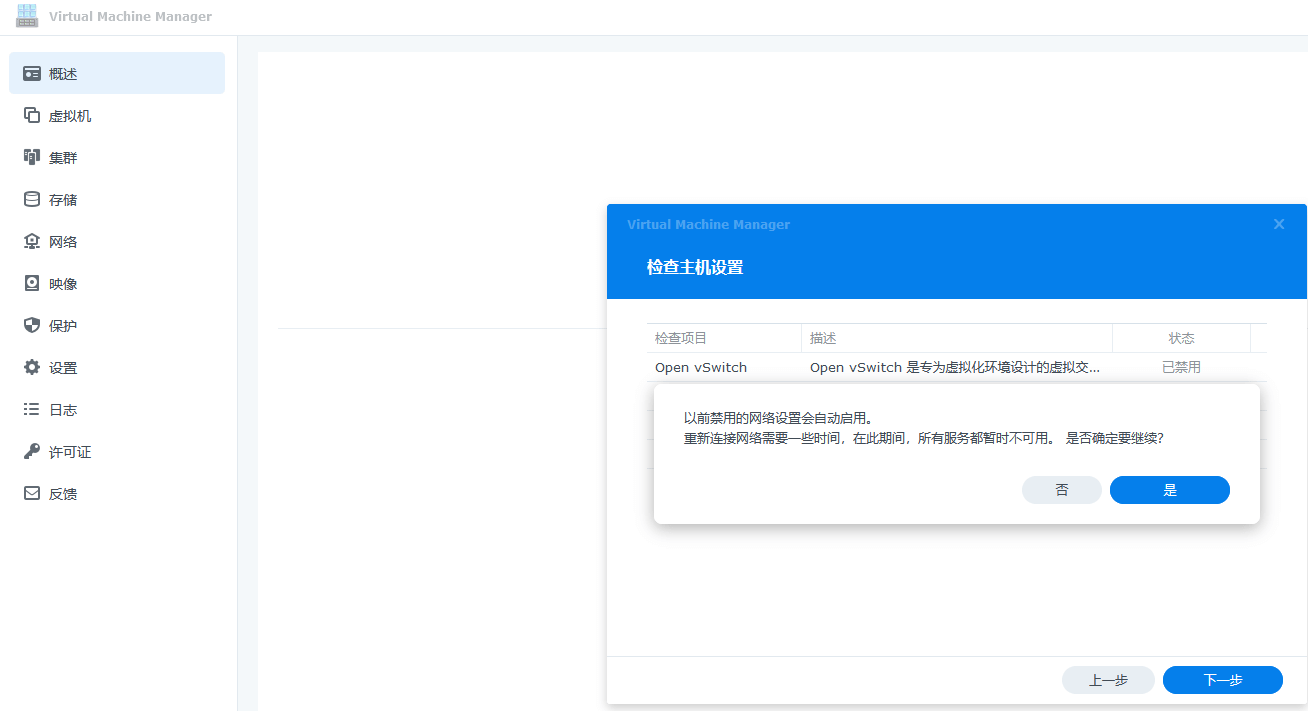 Virtual Machine Manager
概述
虚拟机
集群
存储
网络
映像
保护
设置
日志
许可证
反馈
Virtual Machine Manager
检查主机设置
检查项目 描述 状态
Open vSwitch Open vSwitch 是专为虚拟化环境设计的虚拟交... 已禁用
以前禁用的网络设置会自动启用。
重新连接网络需要一些时间，在此期间，所有服务都暂时不可用。 是否确定要继续?
否 是
上一步 下一步